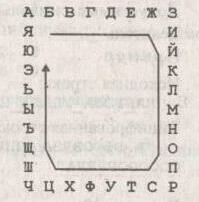 А Б В Г Д Е Ж З
Я И
Ю Й
Э К
Ь Л
Ы М
Ъ Н
Щ О
Ш П
Ч Ц Х Ф У Т С Р